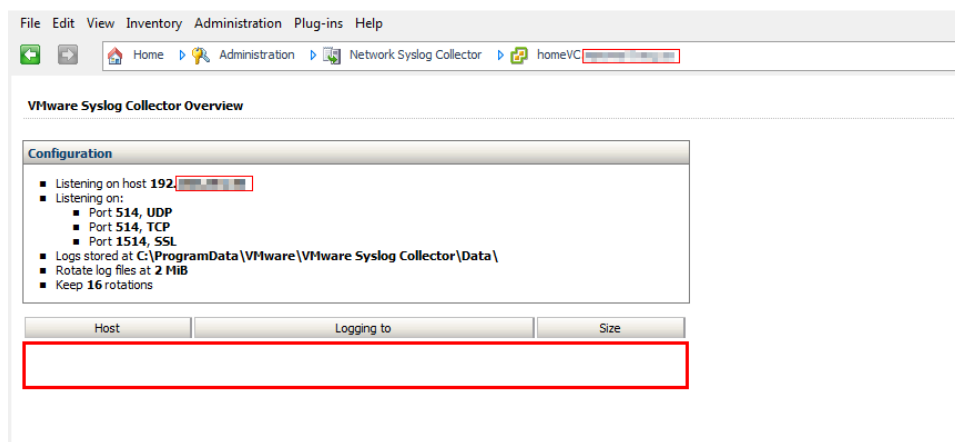 File Edit View Inventory Administration Plug-ins Help
Home Administration Network Syslog Collector homeVC
VMware Syslog Collector Overview
Configuration
Listening on host 192.
Listening on:
Port 514, UDP
Port 514, TCP
Port 1514, SSL
Logs stored at C:\ProgramData\VMware\VMware Syslog Collector\Data\
Rotate log files at 2 MiB
Keep 16 rotations
Host Logging to Size